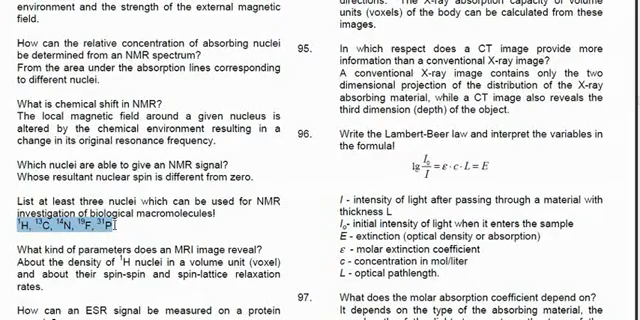 environment and the strength of the external magnetic
field.
How can the relative concentration of absorbing nuclei
be determined from an NMR spectrum?
From the area under the absorption lines corresponding
to different nuclei.
What is chemical shift in NMR?
The local magnetic field around a given nucleus is
altered by the chemical environment resulting in a
change in its original resonance frequency.
Which nuclei are able to give an NMR signal?
Whose resultant nuclear spin is different from zero.
List at least three nuclei which can be used for NMR
investigation of biological macromolecules!
¹H, ¹³C, ¹⁴N, ¹⁹F, ³¹P
What kind of parameters does an MRI image reveal?
About the density of ¹H nuclei in a volume unit (voxel)
and about their spin-spin and spin-lattice relaxation
rates.
How can an ESR signal be measured on a protein
directions. The X-ray absorption capacity of volume
units (voxels) of the body can be calculated from these
images.
95. In which respect does a CT image provide more
information than a conventional X-ray image?
A conventional X-ray image contains only the two
dimensional projection of the distribution of the X-ray
absorbing material, while a CT image also reveals the
third dimension (depth) of the object.
96. Write the Lambert-Beer law and interpret the variables in
the formula!
lg I₀/I = ε · c · L = E
I - intensity of light after passing through a material with
thickness L
I₀- initial intensity of light when it enters the sample
E - extinction (optical density or absorption)
ε - molar extinction coefficient
c - concentration in mol/liter
L - optical pathlength.
97. What does the molar absorption coefficient depend on?
It depends on the type of the absorbing material, the